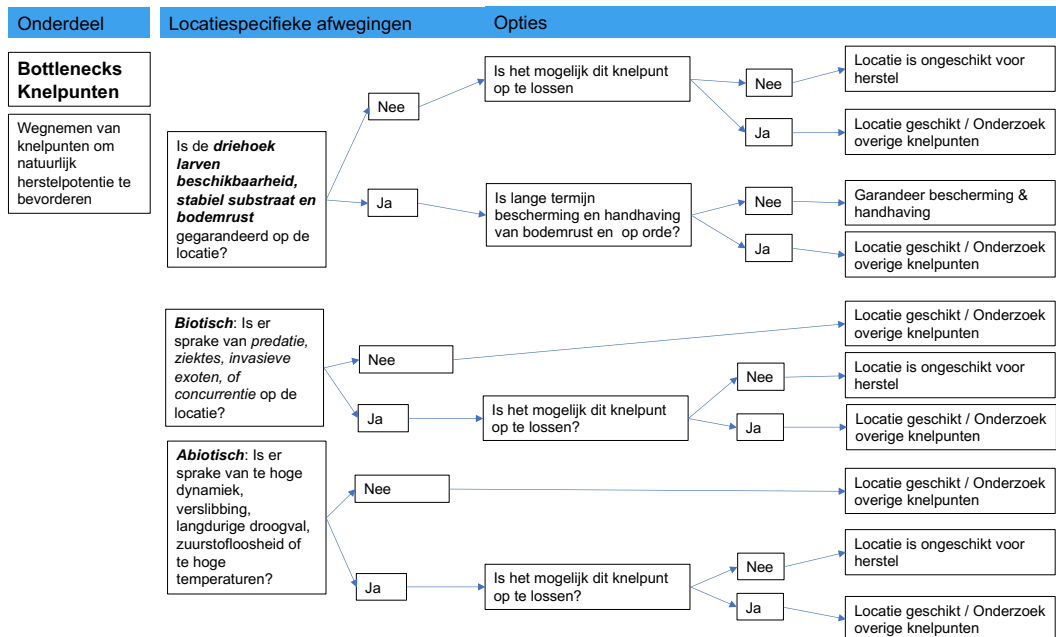 Onderdeel
Locatiespecifieke afwegingen
Opties
Bottlenecks
Knelpunten
Wegnemen van
knelpunten om
natuurlijk
herstelpotentie te
bevorderen
Is de driehoek
larven
beschikbaarheid,
stabiel substraat en
bodemrust
gegarandeerd op de
locatie?
Nee
Is het mogelijk dit knelpunt
op te lossen
Nee
Locatie is ongeschikt voor
herstel
Ja
Locatie geschikt / Onderzoek
overige knelpunten
Ja
Is lange termijn
bescherming en handhaving
van bodemrust en  op orde?
Nee
Garandeer bescherming &
handhaving
Ja
Locatie geschikt / Onderzoek
overige knelpunten
Biotisch: Is er
sprake van predatie,
ziektes, invasieve
exoten, of
concurrentie op de
locatie?
Nee
Locatie geschikt / Onderzoek
overige knelpunten
Ja
Is het mogelijk dit knelpunt
op te lossen?
Nee
Locatie is ongeschikt voor
herstel
Ja
Locatie geschikt / Onderzoek
overige knelpunten
Abiotisch: Is er
sprake van te hoge
dynamiek,
verslibbing,
langdurige droogval,
zuurstofloosheid of
te hoge
temperaturen?
Nee
Locatie geschikt / Onderzoek
overige knelpunten
Ja
Is het mogelijk dit knelpunt
op te lossen?
Nee
Locatie is ongeschikt voor
herstel
Ja
Locatie geschikt / Onderzoek
overige knelpunten